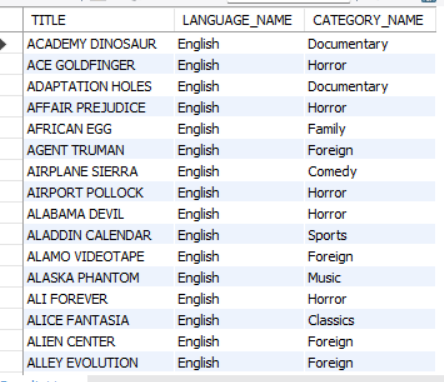 TITLE LANGUAGE_NAME CATEGORY_NAME
ACADEMY DINOSAUR English Documentary
ACE GOLDFINGER English Horror
ADAPTATION HOLES English Documentary
AFFAIR PREJUDICE English Horror
AFRICAN EGG English Family
AGENT TRUMAN English Foreign
AIRPLANE SIERRA English Comedy
AIRPORT POLLOCK English Horror
ALABAMA DEVIL English Horror
ALADDIN CALENDAR English Sports
ALAMO VIDEOTAPE English Foreign
ALASKA PHANTOM English Music
ALI FOREVER English Horror
ALICE FANTASIA English Classics
ALIEN CENTER English Foreign
ALLEY EVOLUTION English Foreign